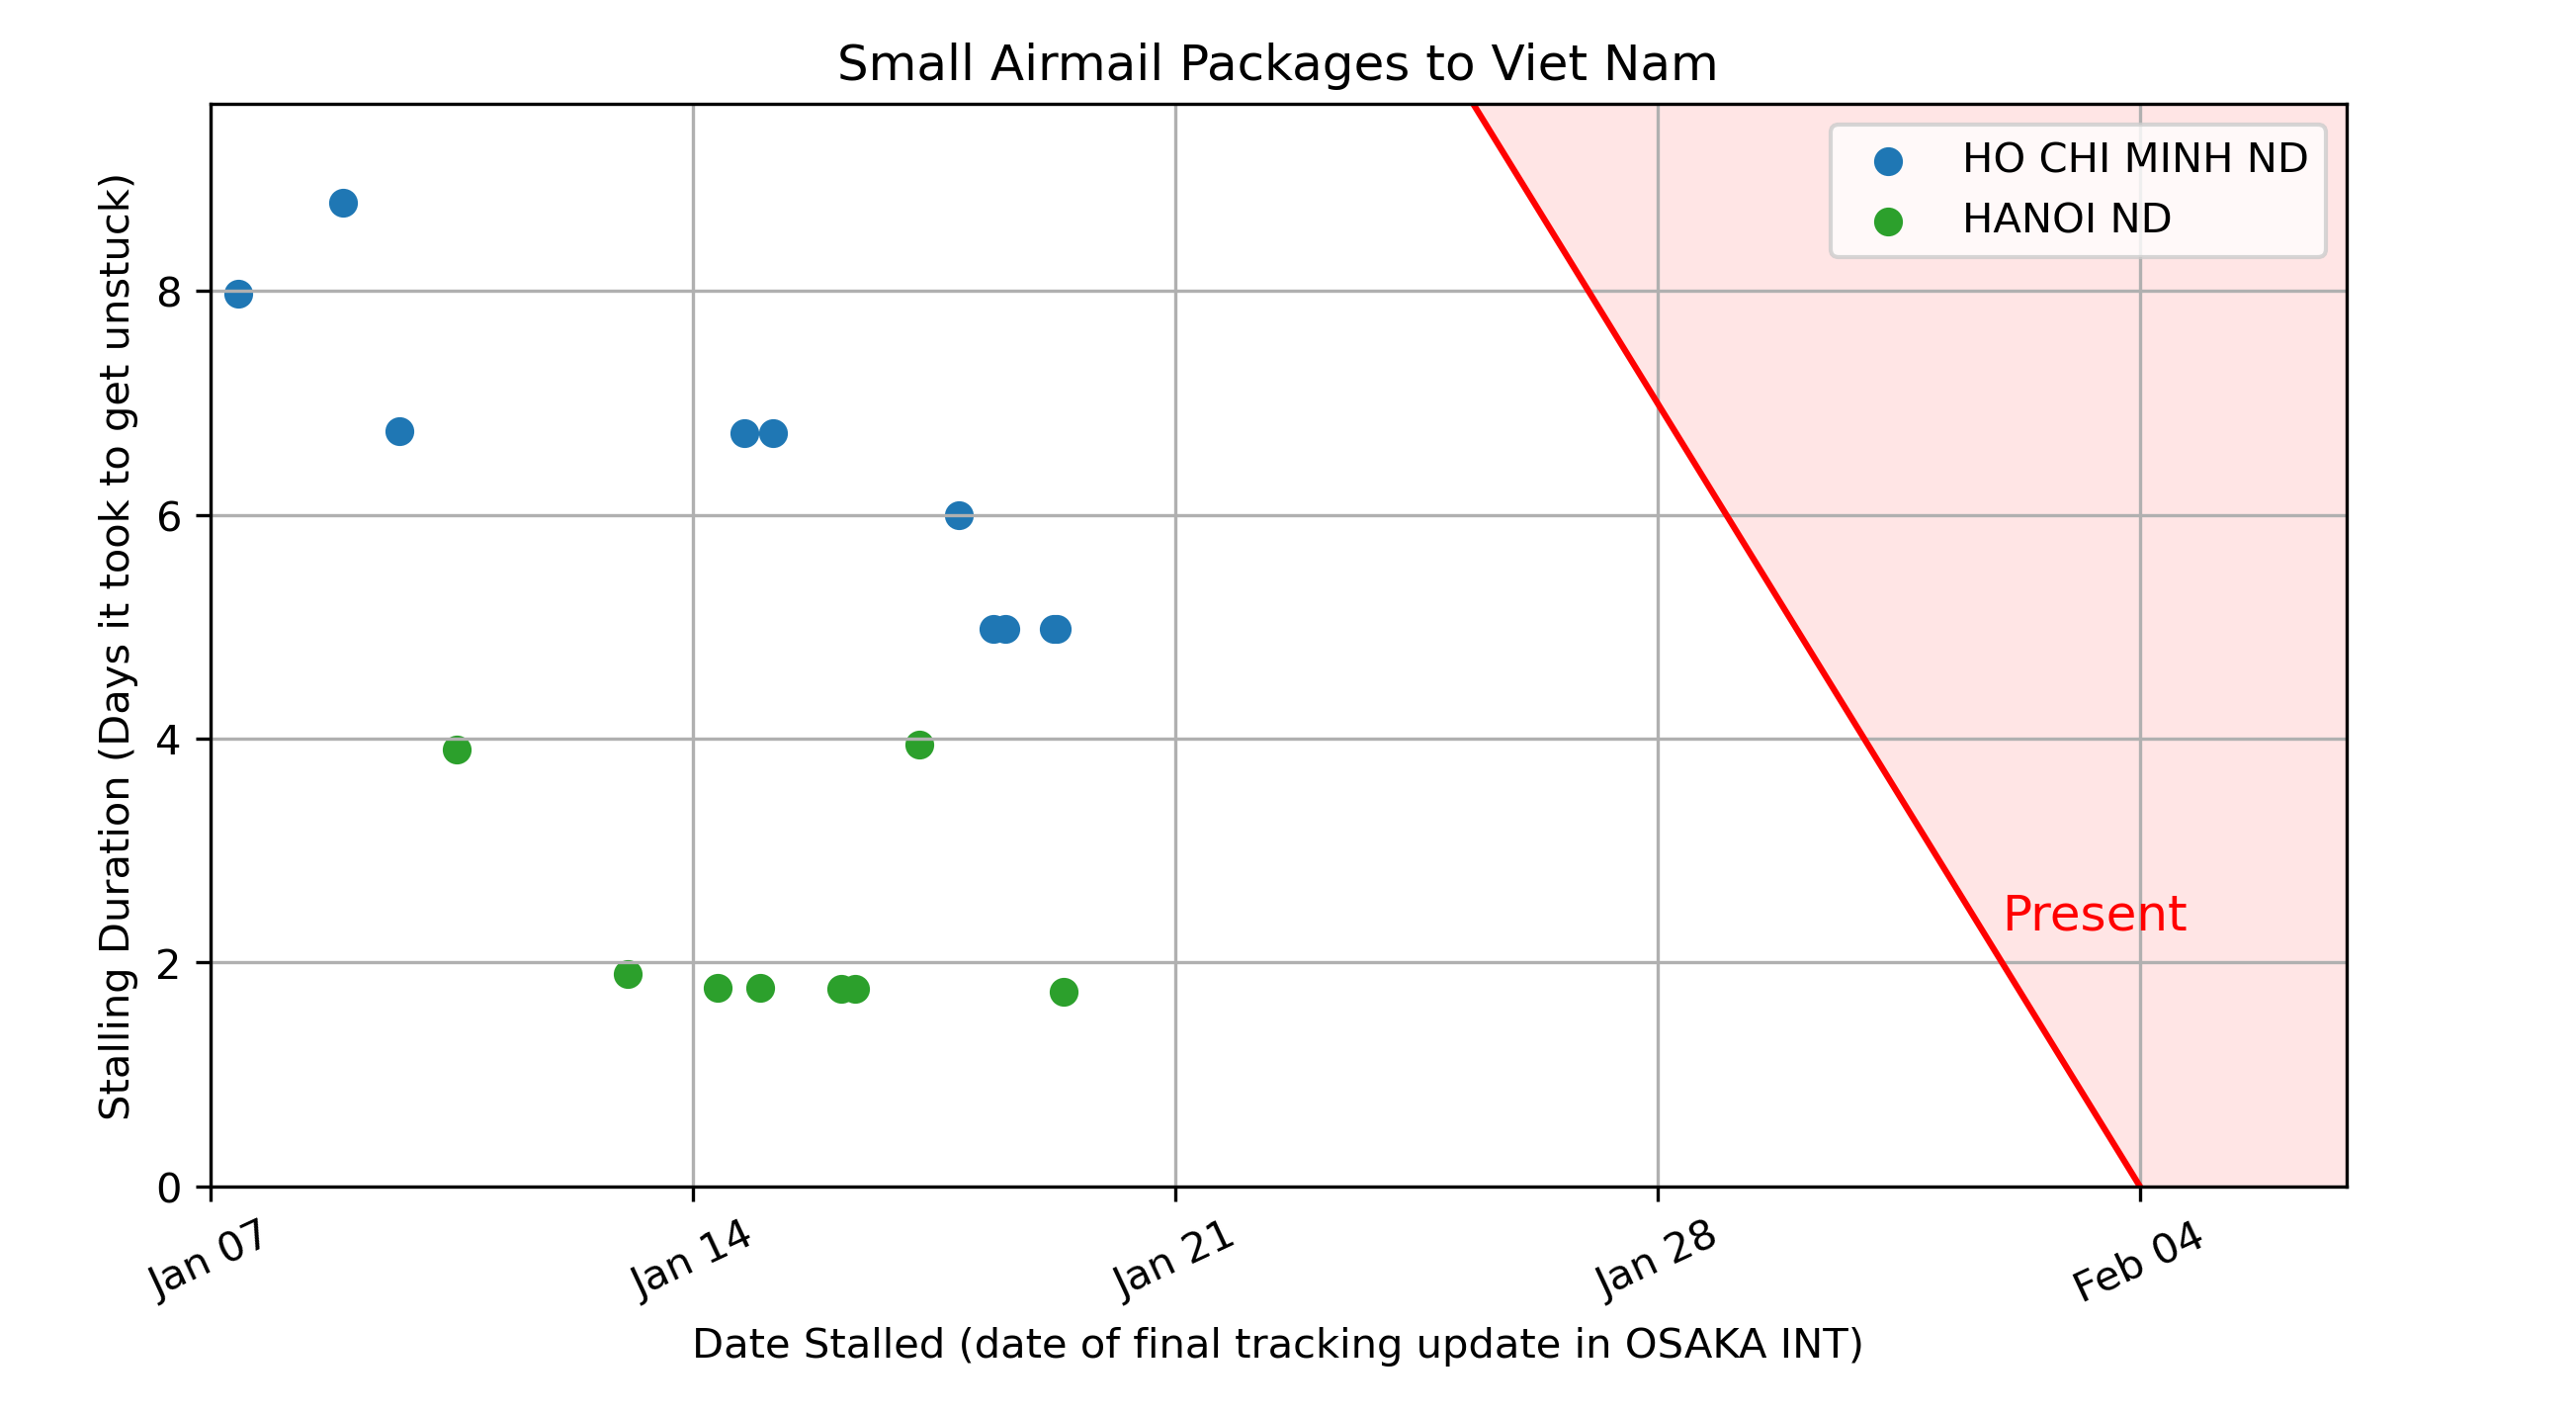 Small Airmail Packages to Viet Nam
HO CHI MINH ND
HANOI ND
Stalling Duration (Days it took to get unstuck)
8
6
4
2
0
Present
Jan 07
Jan 14
Jan 21
Jan 28
Feb 04
Date Stalled (date of final tracking update in OSAKA INT)